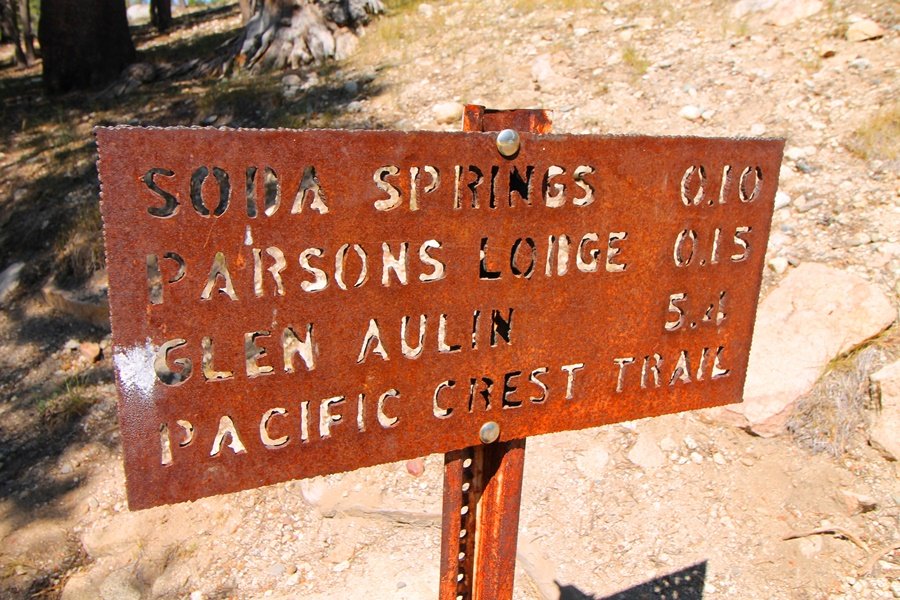 SODA SPRINGS 0.10
PARSONS LODGE 0.15
GLEN AULIN 5.4
PACIFIC CREST TRAIL